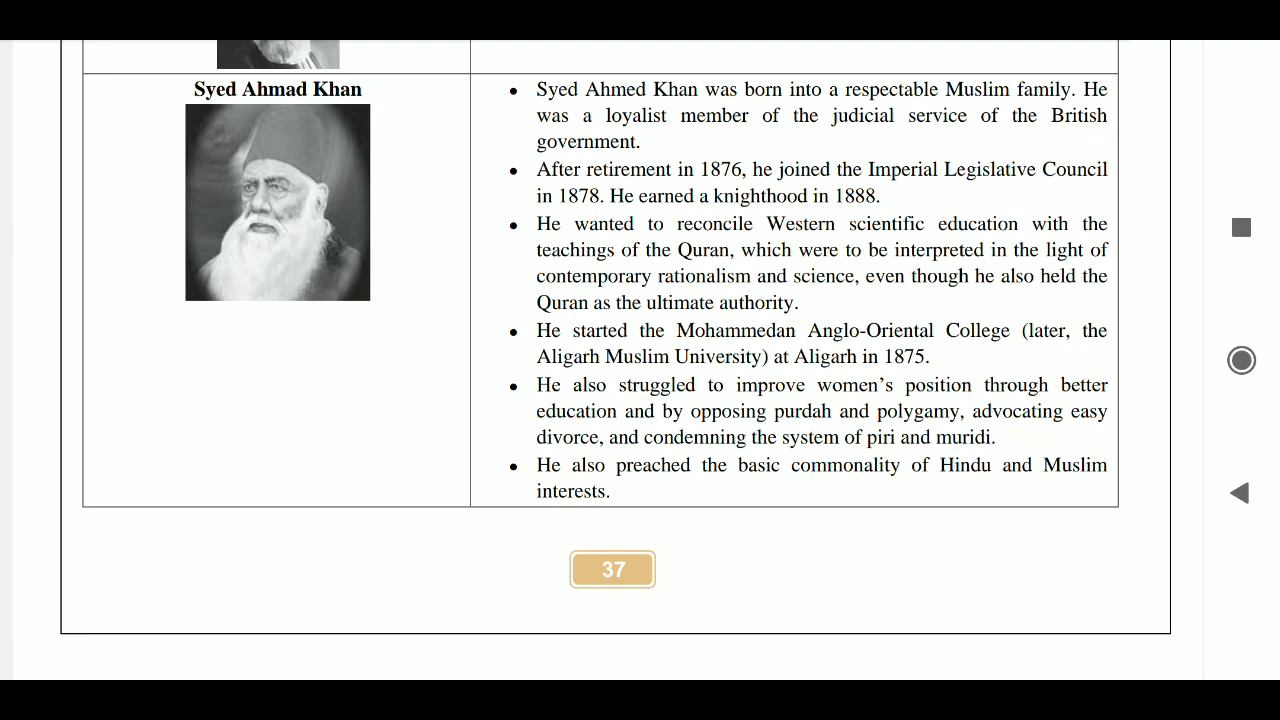 Syed Ahmad Khan
• Syed Ahmed Khan was born into a respectable Muslim family. He
was a loyalist member of the judicial service of the British
government.
• After retirement in 1876, he joined the Imperial Legislative Council
in 1878. He earned a knighthood in 1888.
• He wanted to reconcile Western scientific education with the
teachings of the Quran, which were to be interpreted in the light of
contemporary rationalism and science, even though he also held the
Quran as the ultimate authority.
• He started the Mohammedan Anglo-Oriental College (later, the
Aligarh Muslim University) at Aligarh in 1875.
• He also struggled to improve women’s position through better
education and by opposing purdah and polygamy, advocating easy
divorce, and condemning the system of piri and muridi.
• He also preached the basic commonality of Hindu and Muslim
interests.
37